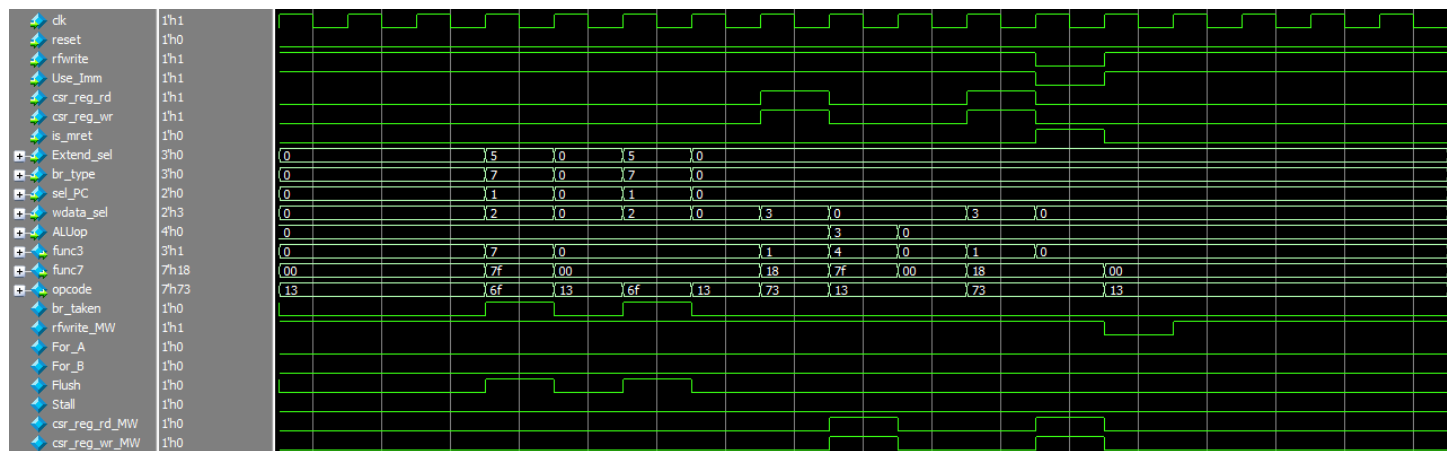 clk 1'h1
reset 1'h0
rfwrite 1'h1
Use_Imm 1'h1
csr_reg_rd 1'h1
csr_reg_wr 1'h1
is_mret 1'h0
Extend_sel 3'h0 0 5 0 5 0
br_type 3'h0 0 7 0 7 0
sel_PC 2'h0 0 1 0 1 0
wdata_sel 2'h3 0 2 0 2 0 3 0 3 0
ALUop 4'h0 0 3 0
func3 3'h1 0 7 0 1 4 0 1 0
func7 7'h18 00 7f 00 18 7f 00 18 00
opcode 7'h73 13 6f 13 6f 13 73 13 73 13
br_taken 1'h0
rfwrite_MW 1'h1
For_A 1'h0
For_B 1'h0
Flush 1'h0
Stall 1'h0
csr_reg_rd_MW 1'h0
csr_reg_wr_MW 1'h0